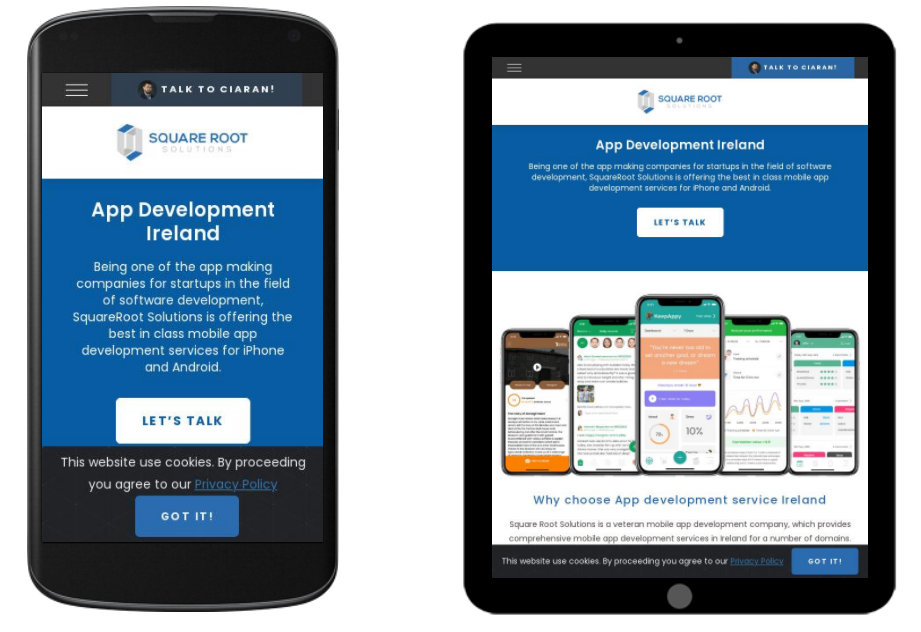 TALK TO CIARAN!
SQUARE ROOT
SOLUTIONS
App Development
Ireland
Being one of the app making
companies for startups in the field
of software development,
SquareRoot Solutions is offering the
best in class mobile app
development services for iPhone
and Android.
LET'S TALK
This website use cookies. By proceeding
you agree to our Privacy Policy
GOT IT!
TALK TO CIARAN!
SQUARE ROOT
SOLUTIONS
App Development Ireland
Being one of the app making companies for startups in the field of software
development, SquareRoot Solutions is offering the best in class mobile app
development services for iPhone and Android.
LET'S TALK
KeepAppy
"You're never too old to
set another goal, or dream
a new dream"
10%
Why choose App development service Ireland
Square Root Solutions is a veteran mobile app development company, which provides
comprehensive mobile app development services in Ireland for a number of domains.
This website use cookies. By proceeding you agree to our Privacy Policy
GOT IT!